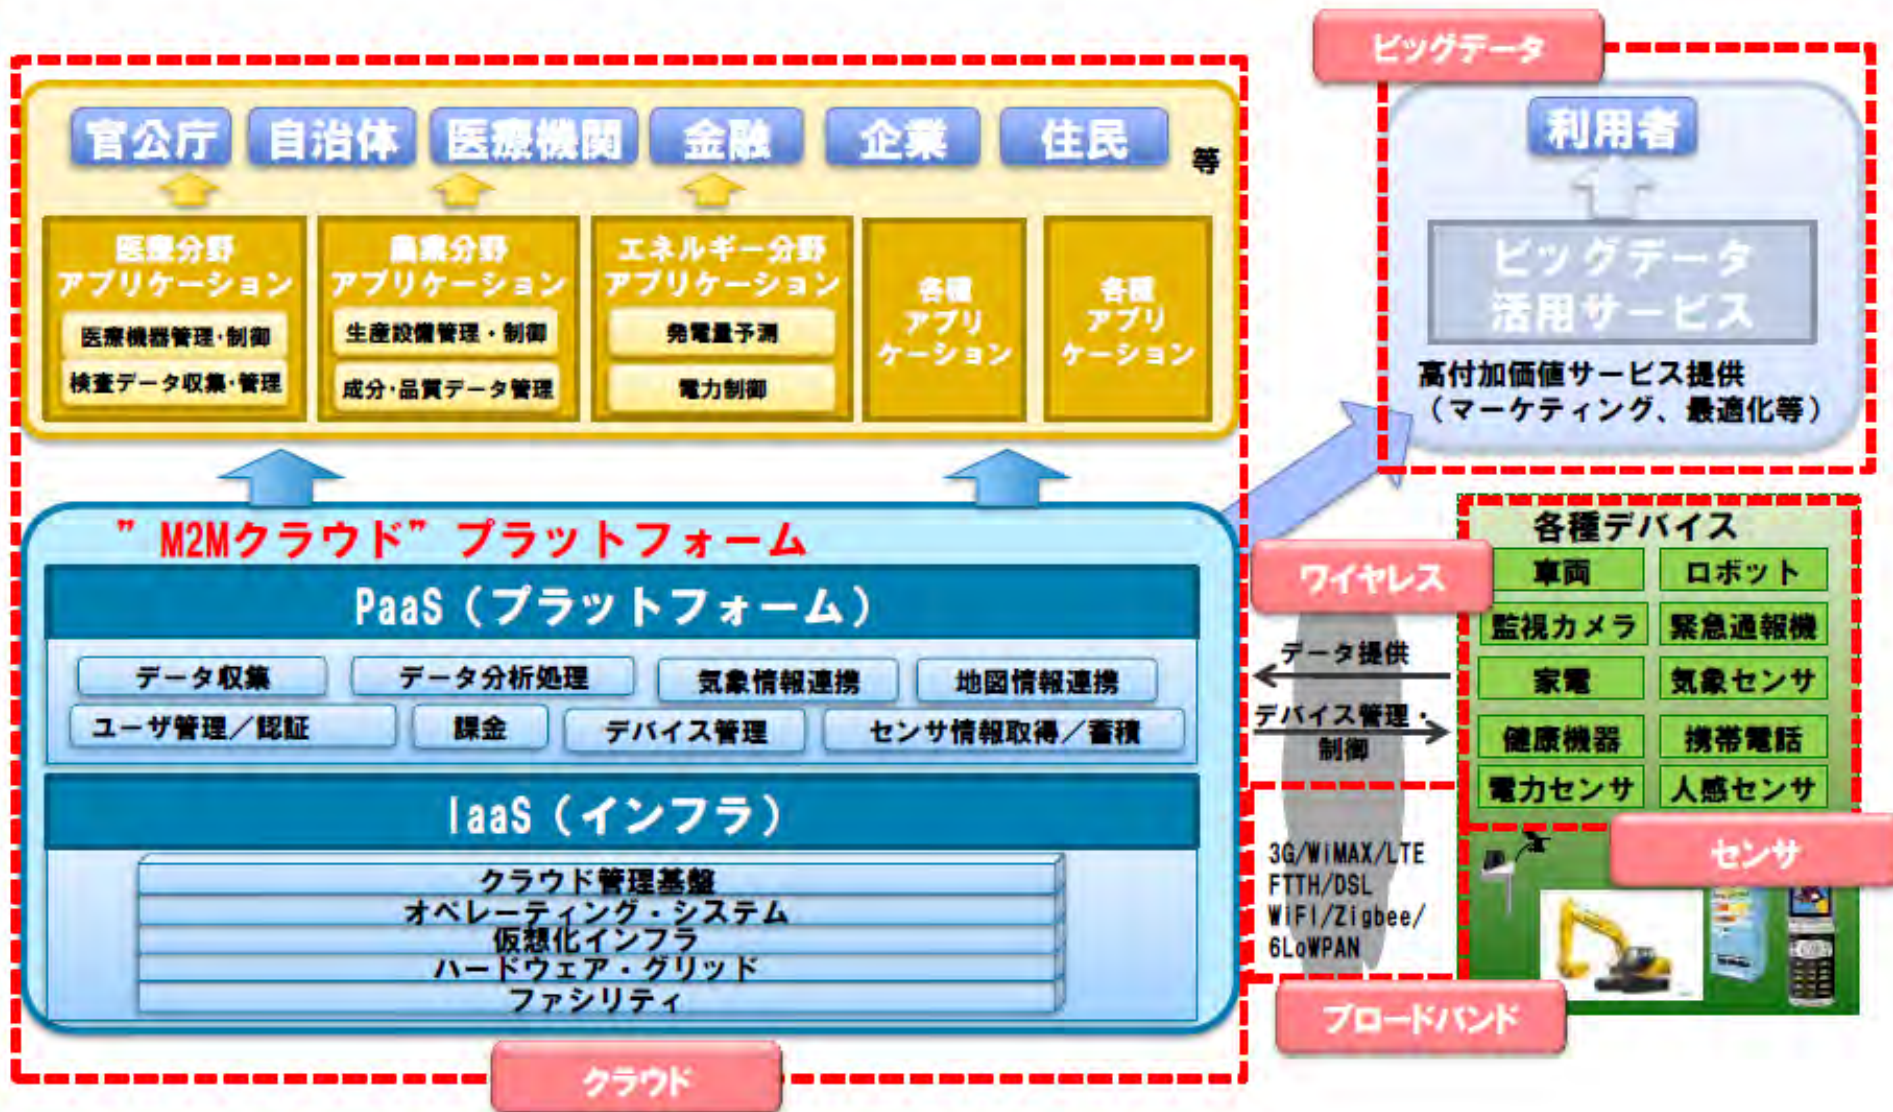 ビッグデータ
官公庁
自治体
医療機関
金融
企業
住民
等
医療分野
アプリケーション
医療機器管理・制御
検査データ収集・管理
農業分野
アプリケーション
生産設備管理・制御
成分・品質データ管理
エネルギー分野
アプリケーション
発電量予測
電力制御
各種
アプリ
ケーション
各種
アプリ
ケーション
利用者
ビッグデータ
活用サービス
高付加価値サービス提供
（マーケティング、最適化等）
”M2Mクラウド”プラットフォーム
PaaS（プラットフォーム）
データ収集
データ分析処理
気象情報連携
地図情報連携
ユーザ管理／認証
課金
デバイス管理
センサ情報取得／蓄積
IaaS（インフラ）
クラウド管理基盤
オペレーティング・システム
仮想化インフラ
ハードウェア・グリッド
ファシリティ
クラウド
ワイヤレス
データ提供
デバイス管理・
制御
3G/WiMAX/LTE
FTTH/DSL
WiFI/Zigbee/
6LoWPAN
ブロードバンド
各種デバイス
車両
ロボット
監視カメラ
緊急通報機
家電
気象センサ
健康機器
携帯電話
電力センサ
人感センサ
センサ